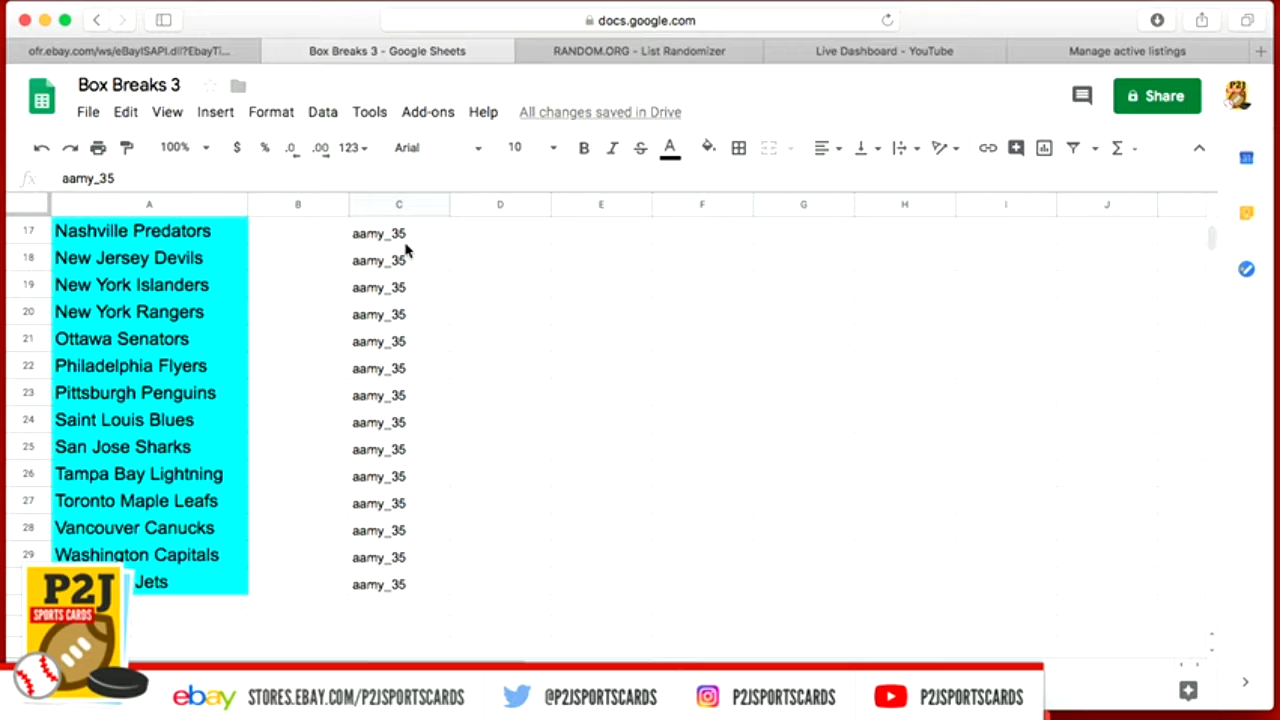 docs.google.com
ofr.ebay.com/ws/eBayISAPI.dll?EbayTi...
Box Breaks 3 - Google Sheets
RANDOM.ORG - List Randomizer
Live Dashboard - YouTube
Manage active listings
Box Breaks 3
Share
File Edit View Insert Format Data Tools Add-ons Help All changes saved in Drive
100% $ % .0 .00 123 Arial 10 B I S A
fx aamy_35
A B C D E F G H I J
17 Nashville Predators aamy_35
18 New Jersey Devils aamy_35
19 New York Islanders aamy_35
20 New York Rangers aamy_35
21 Ottawa Senators aamy_35
22 Philadelphia Flyers aamy_35
23 Pittsburgh Penguins aamy_35
24 Saint Louis Blues aamy_35
25 San Jose Sharks aamy_35
26 Tampa Bay Lightning aamy_35
27 Toronto Maple Leafs aamy_35
28 Vancouver Canucks aamy_35
29 Washington Capitals aamy_35
Jets aamy_35
P2J
SPORTS CARDS
ebay STORES.EBAY.COM/P2JSPORTSCARDS @P2JSPORTSCARDS P2JSPORTSCARDS P2JSPORTSCARDS